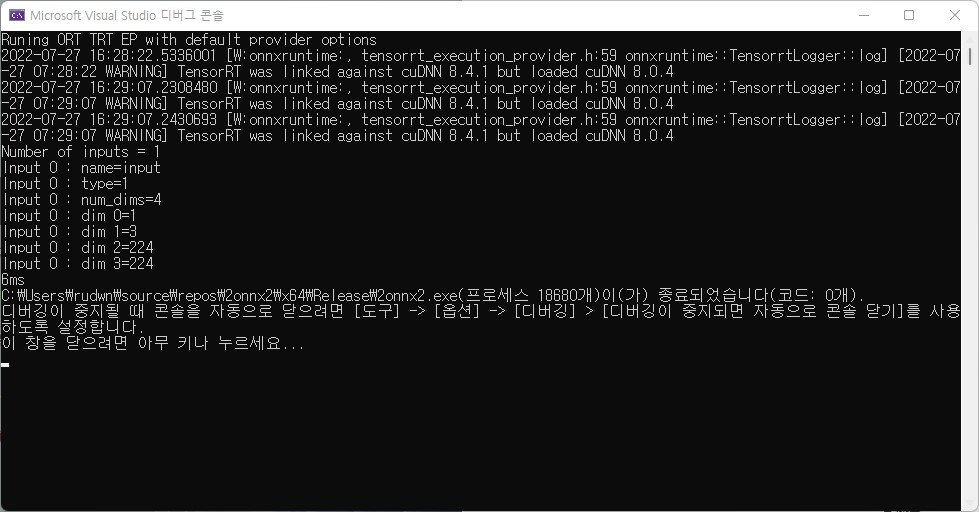 Microsoft Visual Studio 디버그 콘솔
Runing ORT TRT EP with default provider options
2022-07-27 16:28:22.5336001 [W:onnxruntime:, tensorrt_execution_provider.h:59 onnxruntime::TensorrtLogger::log] [2022-07
-27 07:28:22 WARNING] TensorRT was linked against cuDNN 8.4.1 but loaded cuDNN 8.0.4
2022-07-27 16:29:07.2308480 [W:onnxruntime:, tensorrt_execution_provider.h:59 onnxruntime::TensorrtLogger::log] [2022-07
-27 07:29:07 WARNING] TensorRT was linked against cuDNN 8.4.1 but loaded cuDNN 8.0.4
2022-07-27 16:29:07.2430693 [W:onnxruntime:, tensorrt_execution_provider.h:59 onnxruntime::TensorrtLogger::log] [2022-07
-27 07:29:07 WARNING] TensorRT was linked against cuDNN 8.4.1 but loaded cuDNN 8.0.4
Number of inputs = 1
Input 0 : name=input
Input 0 : type=1
Input 0 : num_dims=4
Input 0 : dim 0=1
Input 0 : dim 1=3
Input 0 : dim 2=224
Input 0 : dim 3=224
6ms
C:₩Users₩rudwn₩source₩repos₩2onnx2₩x64₩Release₩2onnx2.exe(프로세스 18680개)이(가) 종료되었습니다(코드: 0개).
디버깅이 중지될 때 콘솔을 자동으로 닫으려면 [도구] -> [옵션] -> [디버깅] > [디버깅이 중지되면 자동으로 콘솔 닫기]를 사용
하도록 설정합니다.
이 창을 닫으려면 아무 키나 누르세요...